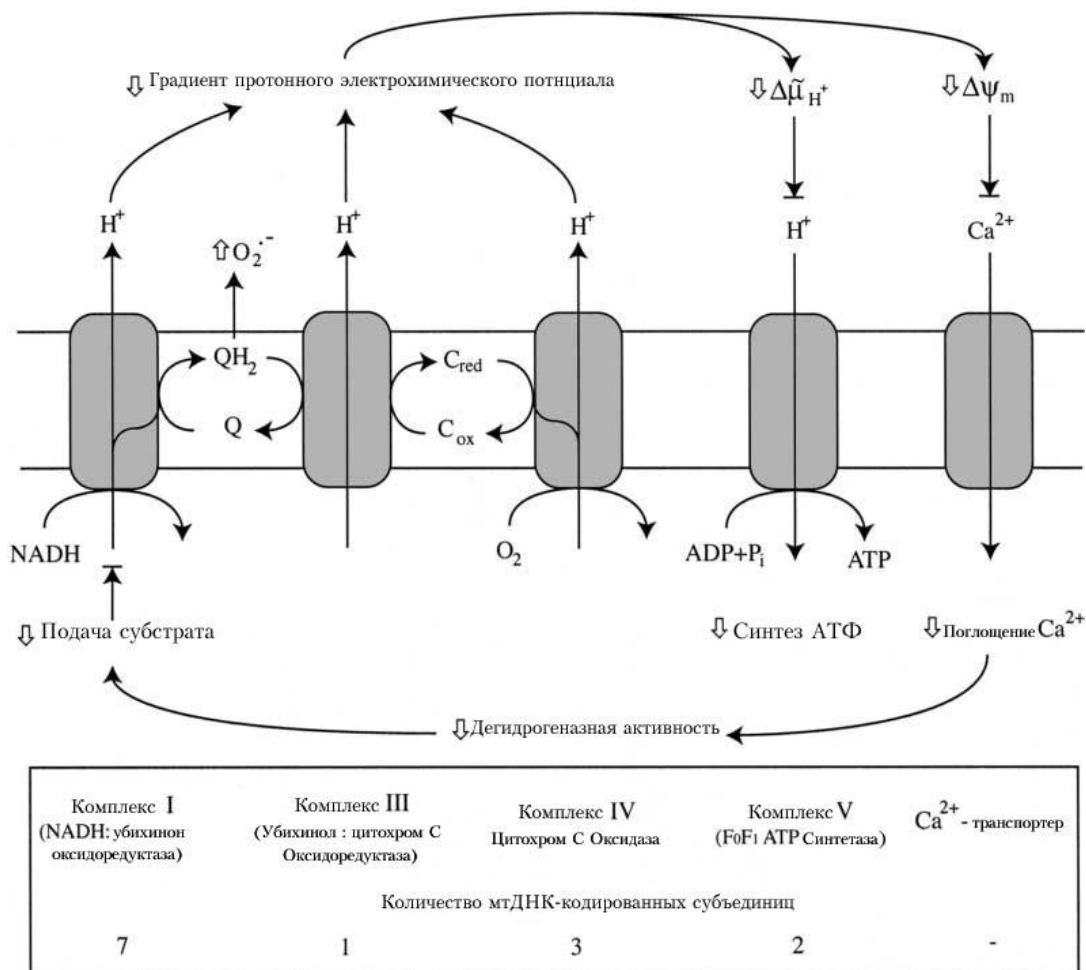 ⇩ Градиент протонного электрохимического потнциала
⇩Δμ̃H⁺
⇩Δψm
H⁺
⇧O₂·⁻
H⁺
H⁺
H⁺
Ca²⁺
QH₂
Cred
Q
Cox
NADH
O₂
ADP+Pi
ATP
⇩ Подача субстрата
⇩ Синтез АТФ
⇩ Поглощение Ca²⁺
⇩Дегидрогеназная активность
Комплекс I
(NADH: убихинон
оксидоредуктаза)
Комплекс III
(Убихинол : цитохром С
Оксидоредуктаза)
Комплекс IV
Цитохром С Оксидаза
Комплекс V
(F₀F₁ ATP Синтетаза)
Ca²⁺ - транспортер
Количество мтДНК-кодированных субъединиц
7 1 3 2 -